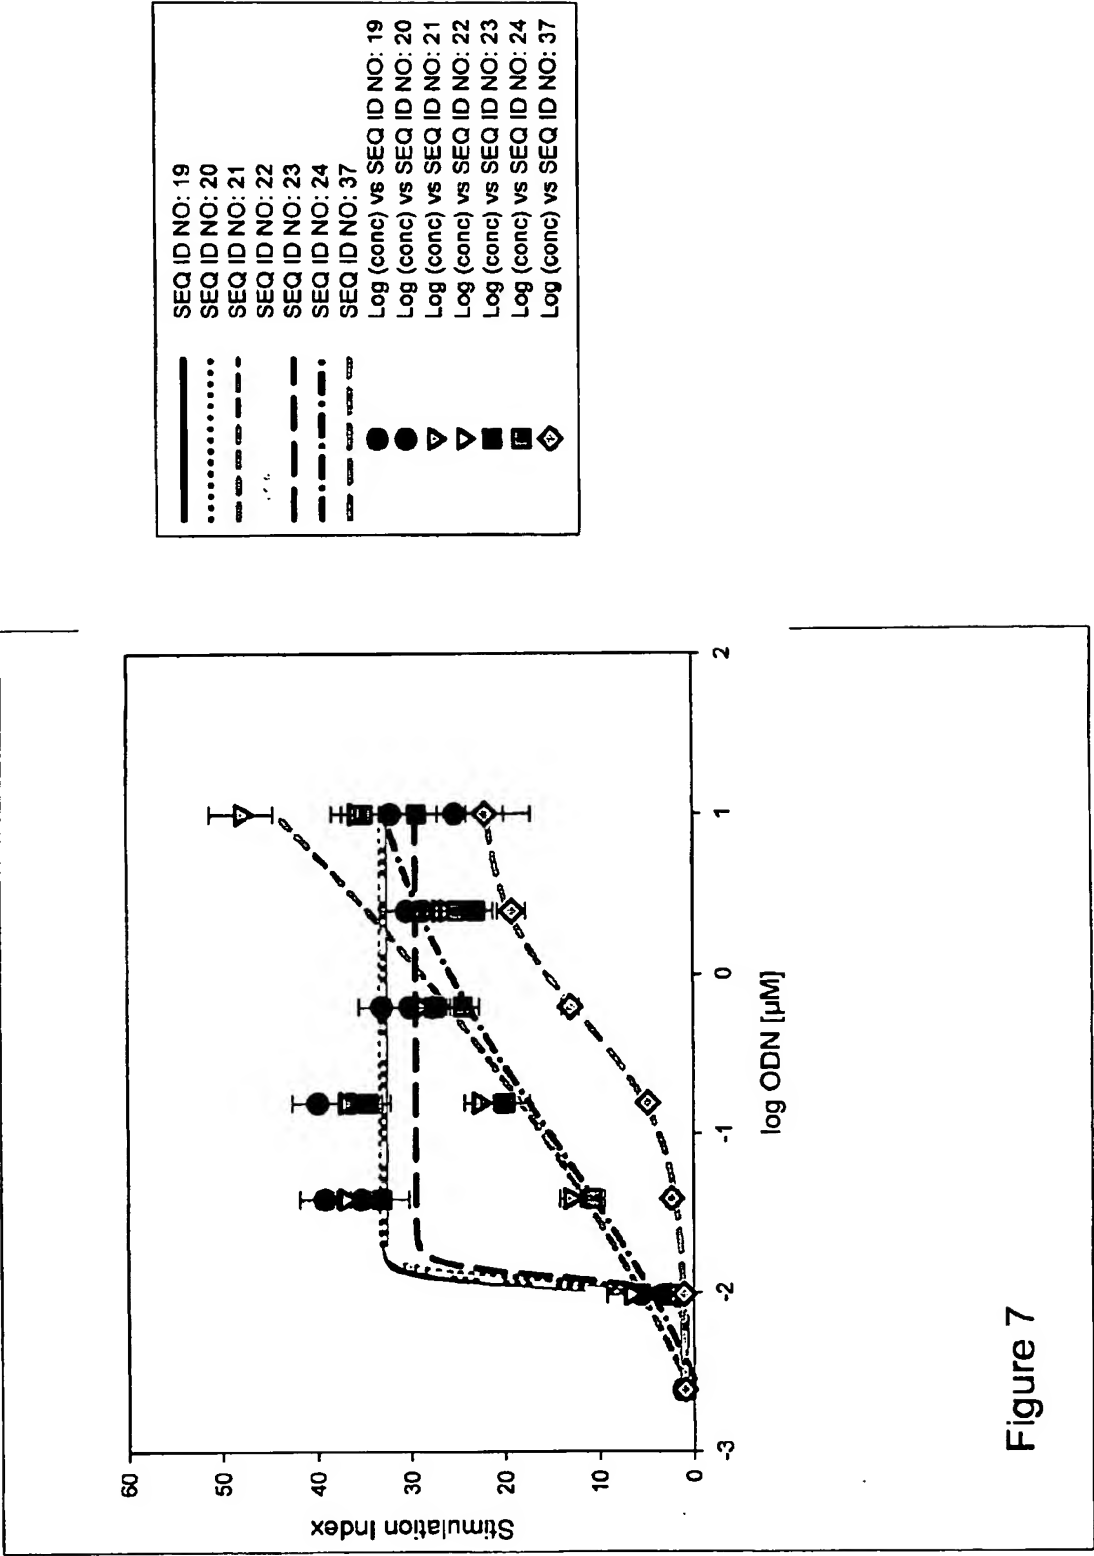 60
50
40
30
20
10
0
Stimulation Index
-3
-2
-1
0
1
2
log ODN [µM]
SEQ ID NO: 19
SEQ ID NO: 20
SEQ ID NO: 21
SEQ ID NO: 22
SEQ ID NO: 23
SEQ ID NO: 24
SEQ ID NO: 37
Log (conc) vs SEQ ID NO: 19
Log (conc) vs SEQ ID NO: 20
Log (conc) vs SEQ ID NO: 21
Log (conc) vs SEQ ID NO: 22
Log (conc) vs SEQ ID NO: 23
Log (conc) vs SEQ ID NO: 24
Log (conc) vs SEQ ID NO: 37
Figure 7